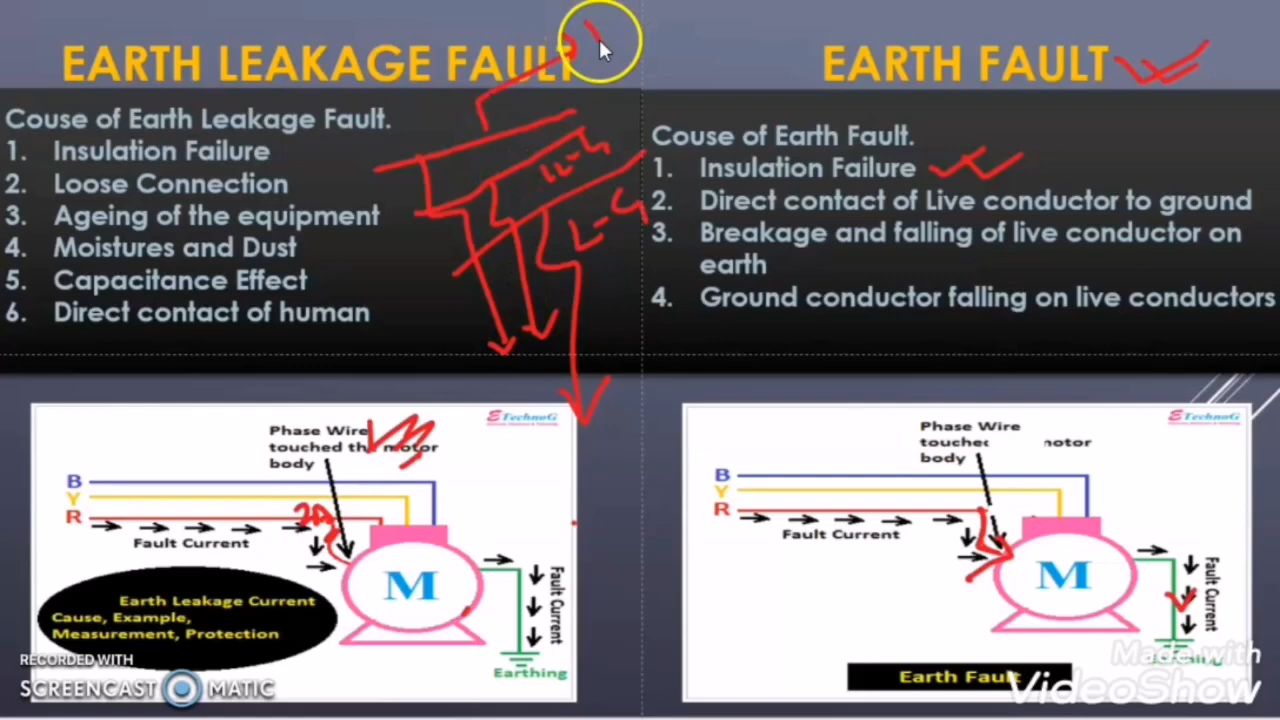 EARTH LEAKAGE FAULT
Couse of Earth Leakage Fault.
1. Insulation Failure
2. Loose Connection
3. Ageing of the equipment
4. Moistures and Dust
5. Capacitance Effect
6. Direct contact of human
LL-G
L-G
EARTH FAULT
Couse of Earth Fault.
1. Insulation Failure
2. Direct contact of Live conductor to ground
3. Breakage and falling of live conductor on
earth
4. Ground conductor falling on live conductors
ETechnoG
Phase Wire
touched the motor
body
B
Y
R
Fault Current
M
Fault Current
Earthing
Earth Leakage Current
Cause, Example,
Measurement, Protection
RECORDED WITH
SCREENCAST MATIC
ETechnoG
Phase Wire
touched motor
body
B
Y
R
Fault Current
M
Fault Current
Earth Fault
Made with
VideoShow